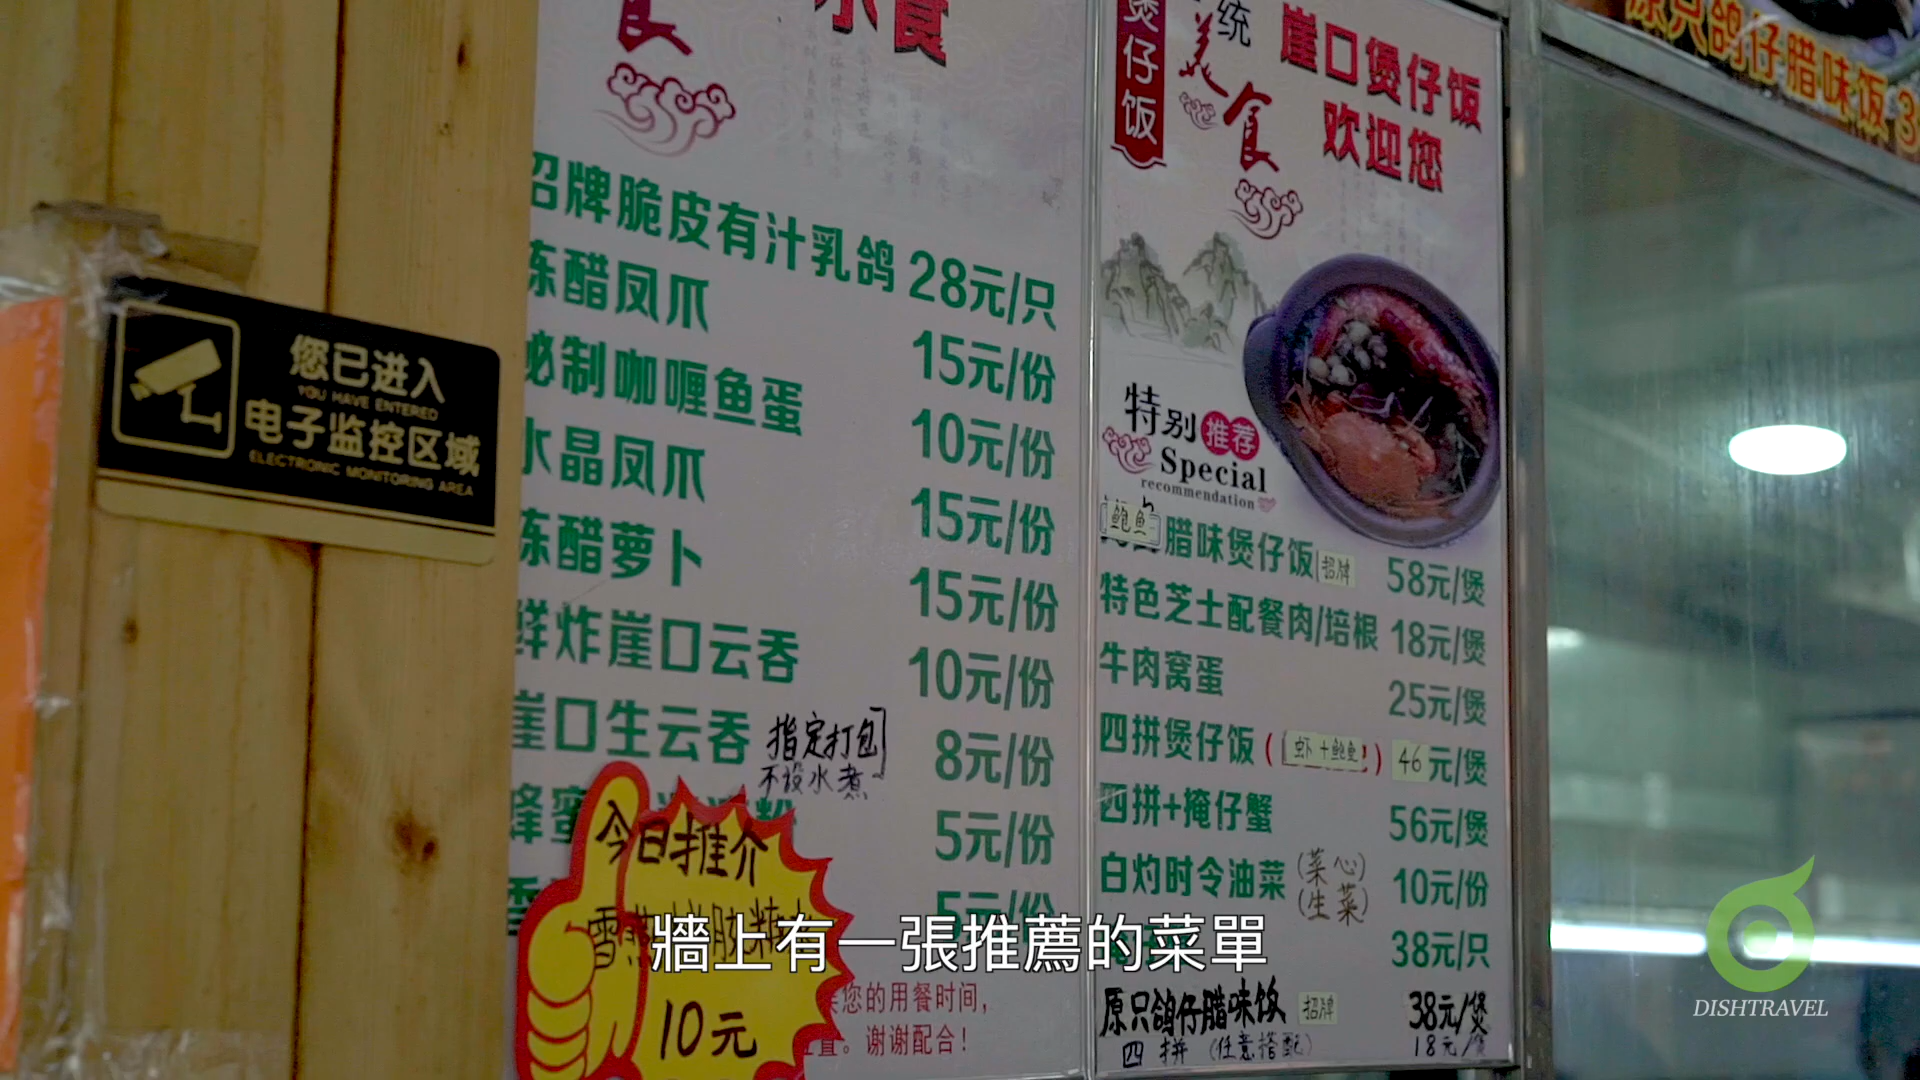 您已进入
YOU HAVE ENTERED
电子监控区域
ELECTRONIC MONITORING AREA
食
小食
招牌脆皮有汁乳鸽 28元/只
陈醋凤爪 15元/份
秘制咖喱鱼蛋 10元/份
水晶凤爪 15元/份
陈醋萝卜 15元/份
鲜炸崖口云吞 10元/份
崖口生云吞 指定打包 8元/份
不设水煮
蜂蜜 5元/份
5元/份
今日推介
雪燕
10元
您的用餐时间,
谢谢配合!
煲仔饭
统
美食
崖口煲仔饭
欢迎您
特别推荐
Special
recommendation
鲍鱼 腊味煲仔饭 招牌 58元/煲
特色芝士配餐肉/培根 18元/煲
牛肉窝蛋 25元/煲
四拼煲仔饭(虾+鲍鱼) 46元/煲
四拼+掩仔蟹 56元/煲
白灼时令油菜 (菜心) (生菜) 10元/份
38元/只
原只鸽仔腊味饭 招牌 38元/煲
四拼 (任意搭配) 18元/煲
原只鸽仔腊味饭 3
牆上有一張推薦的菜單
DISHTRAVEL